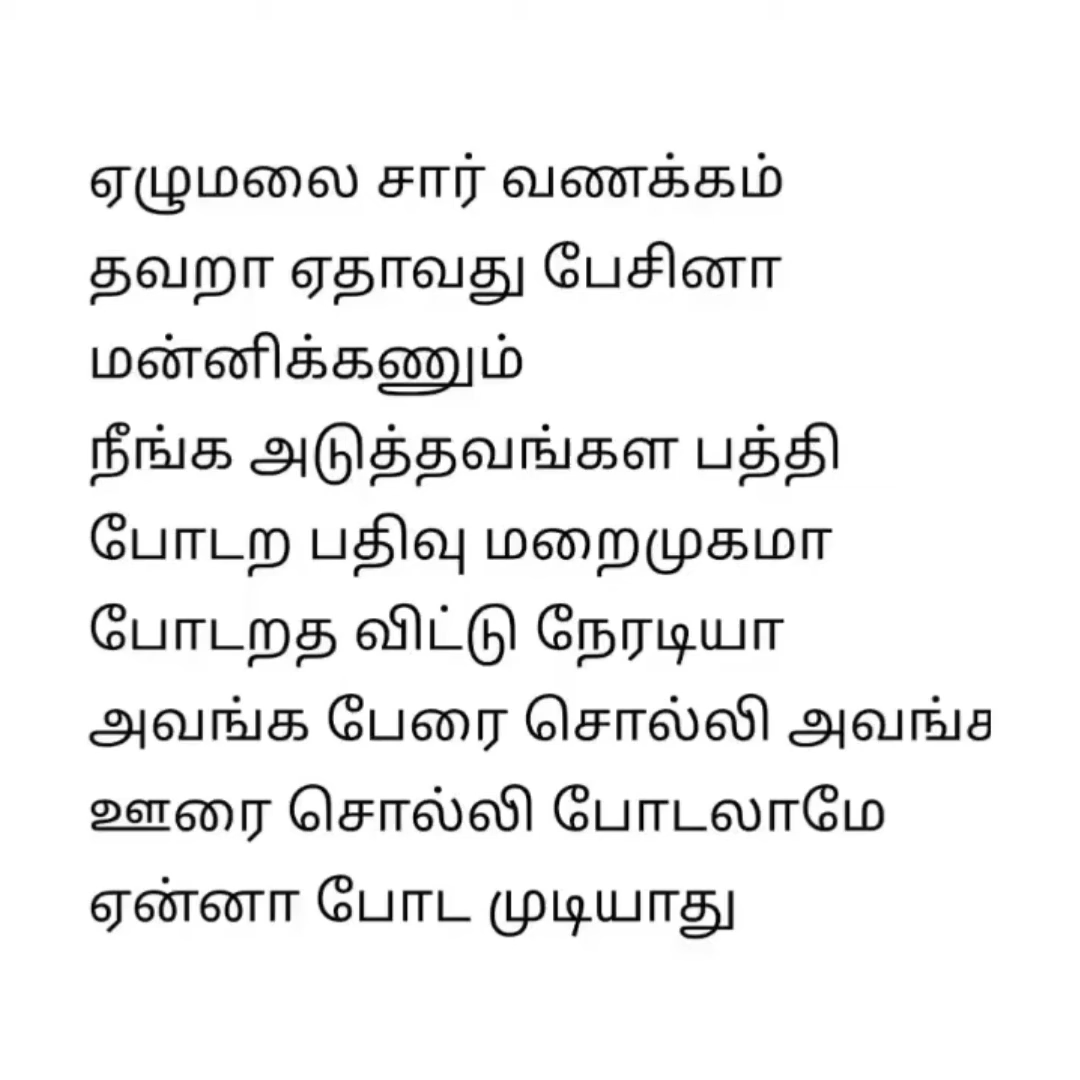 ஏழுமலை சார் வணக்கம்
தவறா ஏதாவது பேசினா
மன்னிக்கணும்
நீங்க அடுத்தவங்கள பத்தி
போடற பதிவு மறைமுகமா
போடறத விட்டு நேரடியா
அவங்க பேரை சொல்லி அவங்க
ஊரை சொல்லி போடலாமே
ஏன்னா போட முடியாது